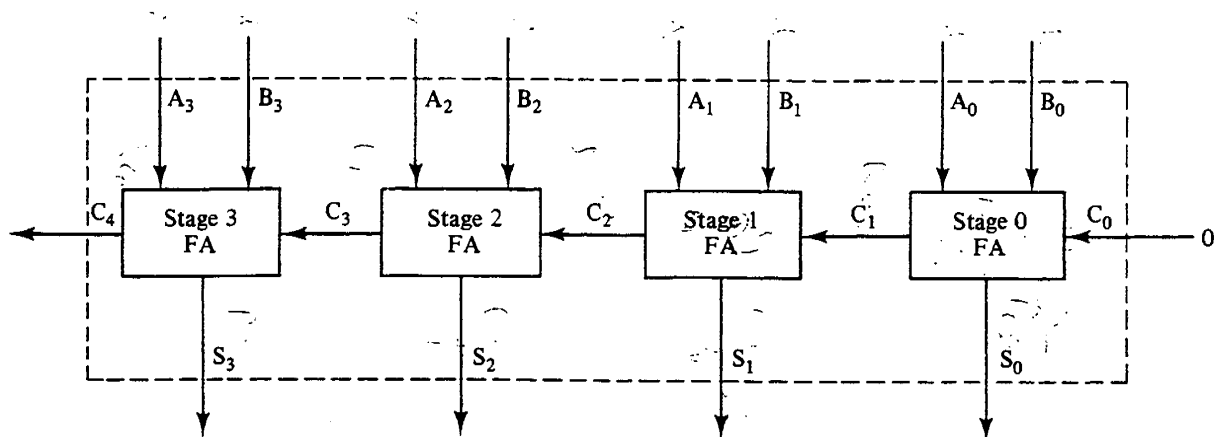 A₃ B₃ A₂ B₂ A₁ B₁ A₀ B₀
C₄ Stage 3 C₃ Stage 2 C₂ Stage 1 C₁ Stage 0 C₀ 0
FA FA FA FA
S₃ S₂ S₁ S₀